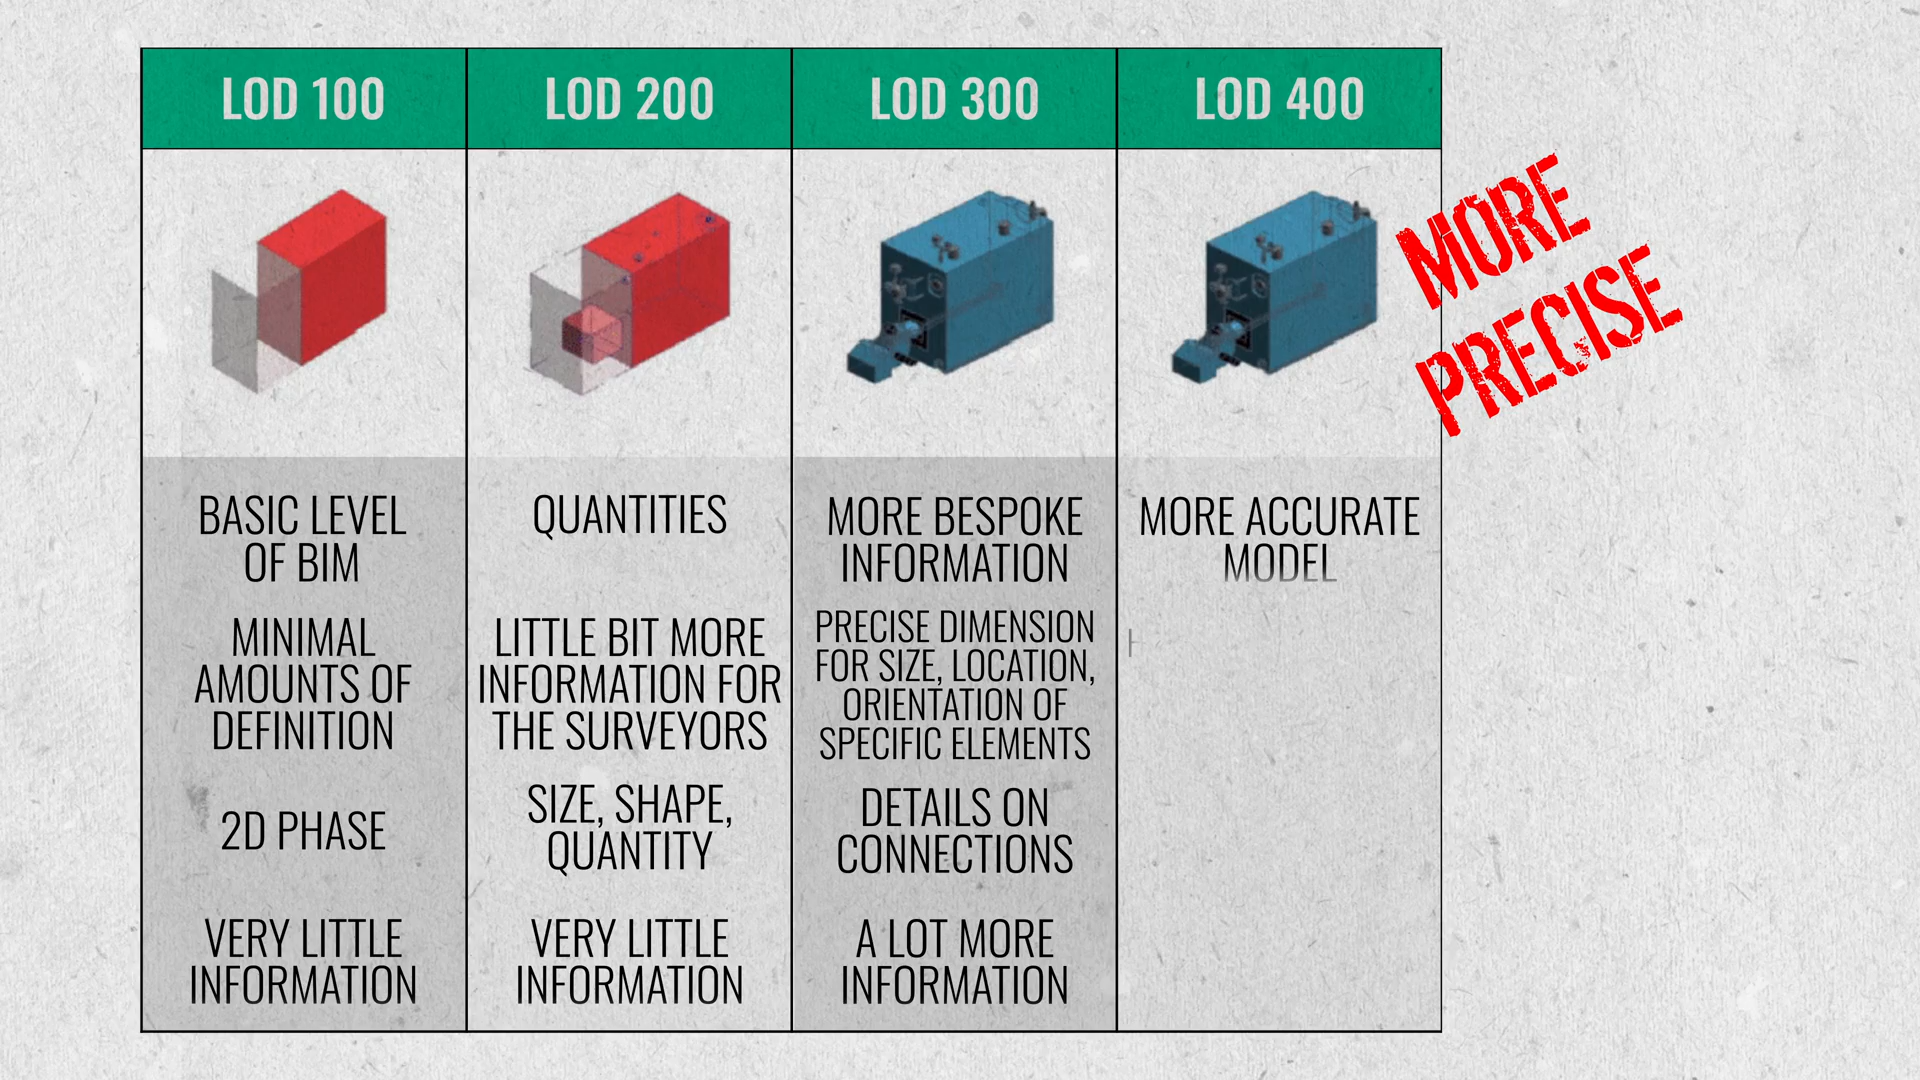 LOD 100
LOD 200
LOD 300
LOD 400
MORE
PRECISE
BASIC LEVEL
OF BIM
MINIMAL
AMOUNTS OF
DEFINITION
2D PHASE
VERY LITTLE
INFORMATION
QUANTITIES
LITTLE BIT MORE
INFORMATION FOR
THE SURVEYORS
SIZE, SHAPE,
QUANTITY
VERY LITTLE
INFORMATION
MORE BESPOKE
INFORMATION
PRECISE DIMENSION
FOR SIZE, LOCATION,
ORIENTATION OF
SPECIFIC ELEMENTS
DETAILS ON
CONNECTIONS
A LOT MORE
INFORMATION
MORE ACCURATE
MODEL